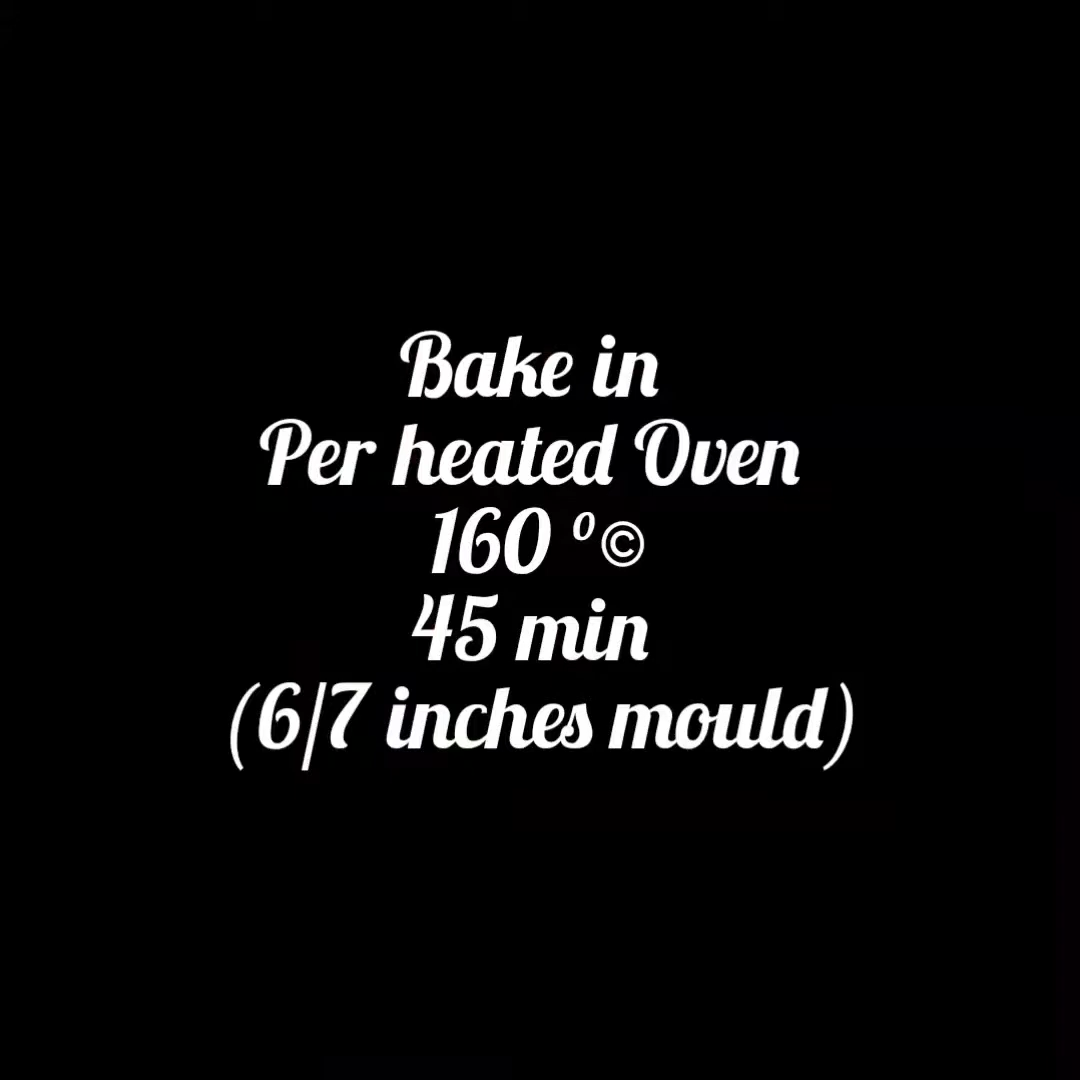 Bake in
Per heated Oven
160 º©
45 min
(6/7 inches mould)